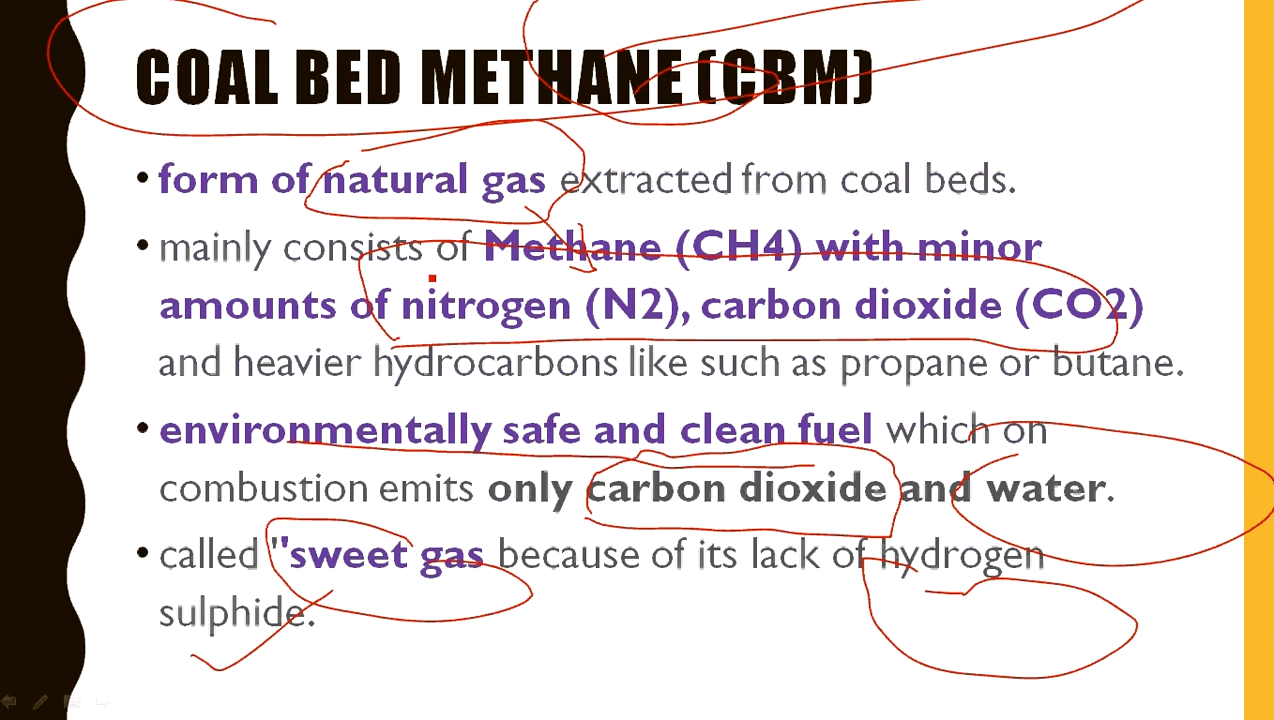 COAL BED METHANE (CBM)
• form of natural gas extracted from coal beds.
• mainly consists of Methane (CH4) with minor
amounts of nitrogen (N2), carbon dioxide (CO2)
and heavier hydrocarbons like such as propane or butane.
• environmentally safe and clean fuel which on
combustion emits only carbon dioxide and water.
• called "sweet gas because of its lack of hydrogen
sulphide.